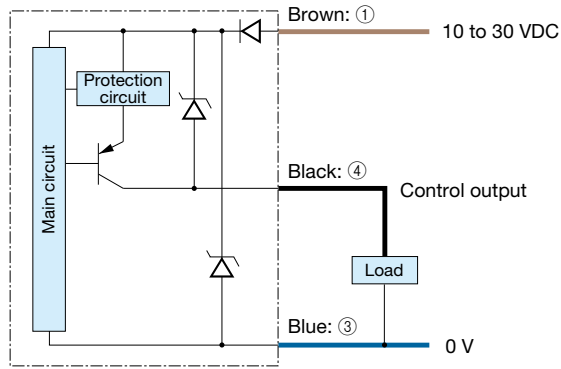 Brown: ①
10 to 30 VDC
Protection
circuit
Main circuit
Black: ④
Control output
Load
Blue: ③
0 V